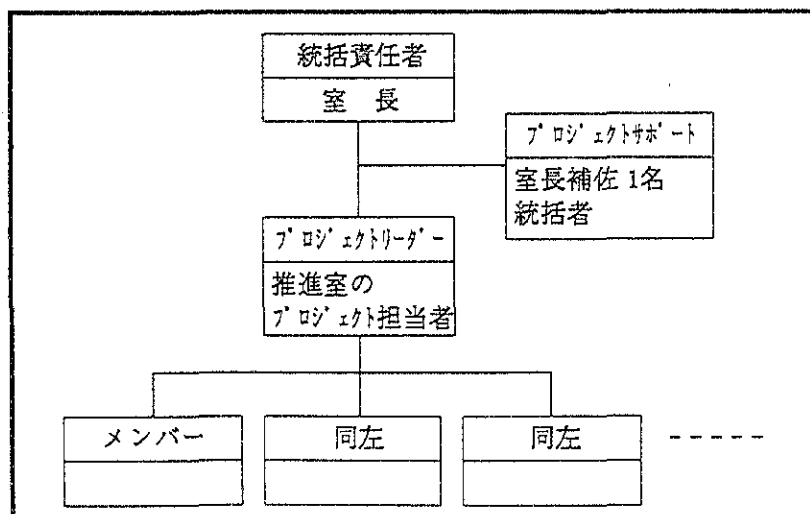 統括責任者
室 長
プロジェクトサポート
室長補佐 1名
統括者
プロジェクトリーダー
推進室の
プロジェクト担当者
メンバー
同左
同左